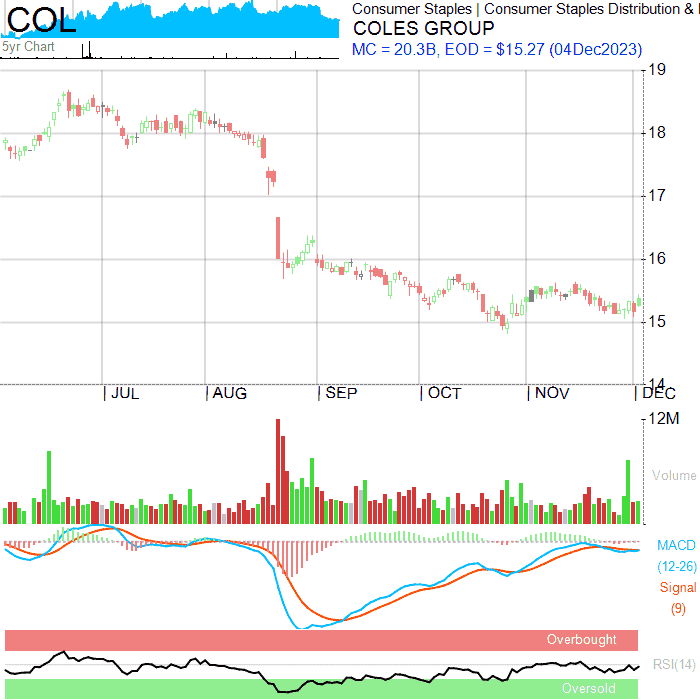 COL
5yr Chart
Consumer Staples | Consumer Staples Distribution &
COLES GROUP
MC = 20.3B, EOD = $15.27 (04Dec2023)
19
18
17
16
15
14
JUL AUG SEP OCT NOV DEC
12M
Volume
MACD
(12-26)
Signal
(9)
Overbought
RSI(14)
Oversold